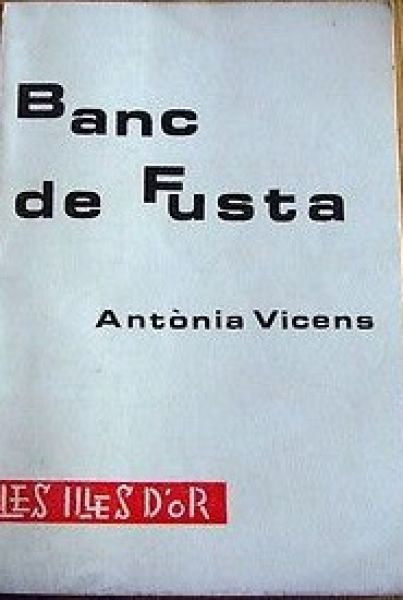 Banc
de Fusta
Antònia Vicens
LES ILLES D'OR